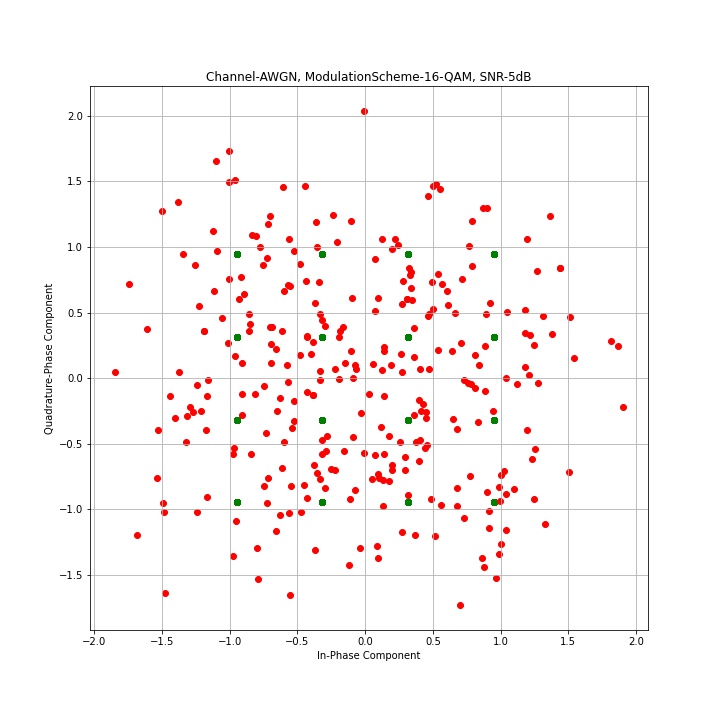 Channel-AWGN, ModulationScheme-16-QAM, SNR-5dB
Quadrature-Phase Component
2.0
1.5
1.0
0.5
0.0
−0.5
−1.0
−1.5
−2.0 −1.5 −1.0 −0.5 0.0 0.5 1.0 1.5 2.0
In-Phase Component